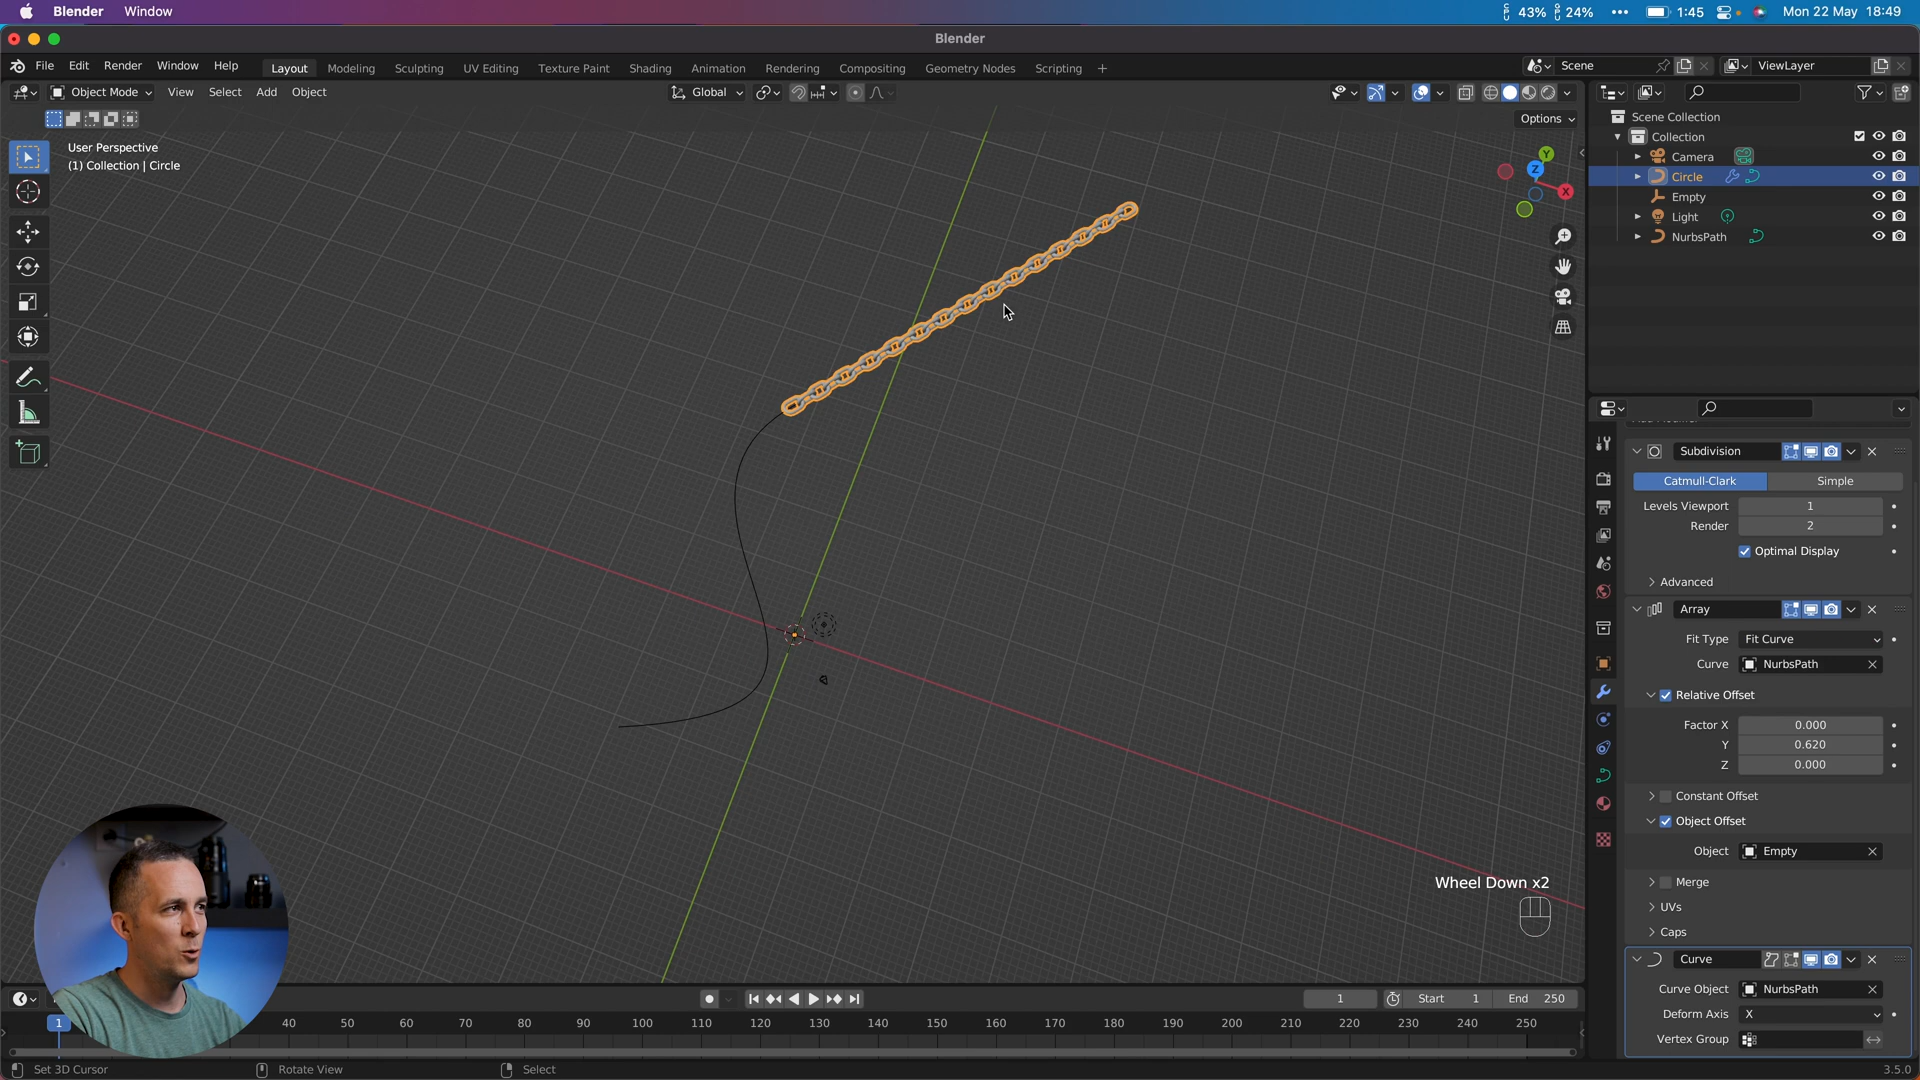 Blender Window 43% 24% ••• 1:45 Mon 22 May 18:49
Blender
File Edit Render Window Help Layout Modeling Sculpting UV Editing Texture Paint Shading Animation Rendering Compositing Geometry Nodes Scripting + Scene ViewLayer
Object Mode View Select Add Object Global
Options
User Perspective
(1) Collection | Circle
Y
Z
X
Scene Collection
Collection
Camera
Circle
Empty
Light
NurbsPath
Subdivision
Catmull-Clark Simple
Levels Viewport 1
Render 2
Optimal Display
Advanced
Array
Fit Type Fit Curve
Curve NurbsPath
Relative Offset
Factor X 0.000
Y 0.620
Z 0.000
Constant Offset
Object Offset
Object Empty
Merge
UVs
Caps
Curve
Curve Object NurbsPath
Deform Axis X
Vertex Group
Wheel Down x2
1 Start 1 End 250
1 40 50 60 70 80 90 100 110 120 130 140 150 160 170 180 190 200 210 220 230 240 250
Set 3D Cursor Rotate View Select 3.5.0